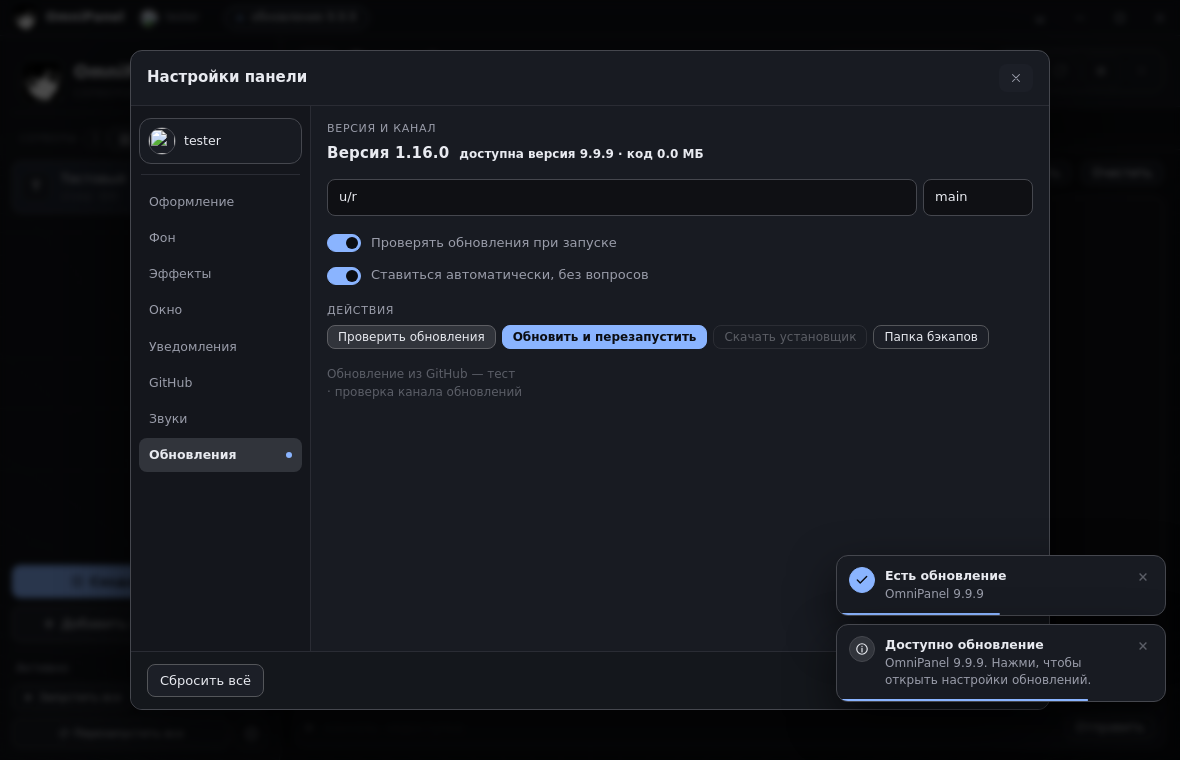 OmniPanel
Настройки панели
tester
Оформление
Фон
Эффекты
Окно
Уведомления
GitHub
Звуки
Обновления
ВЕРСИЯ И КАНАЛ
Версия 1.16.0 доступна версия 9.9.9 · код 0.0 МБ
u/r main
Проверять обновления при запуске
Ставиться автоматически, без вопросов
ДЕЙСТВИЯ
Проверить обновления Обновить и перезапустить Скачать установщик Папка бэкапов
Обновление из GitHub — тест
· проверка канала обновлений
Есть обновление
OmniPanel 9.9.9
Доступно обновление
OmniPanel 9.9.9. Нажми, чтобы
открыть настройки обновлений.
Сбросить всё